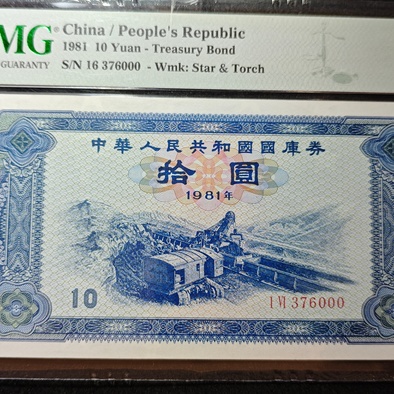 MG China / People's Republic
1981 10 Yuan - Treasury Bond
GUARANTY S/N 16 376000 - Wmk: Star & Torch
中華人民共和國國庫券
拾圓
1981年
10
I VI 376000